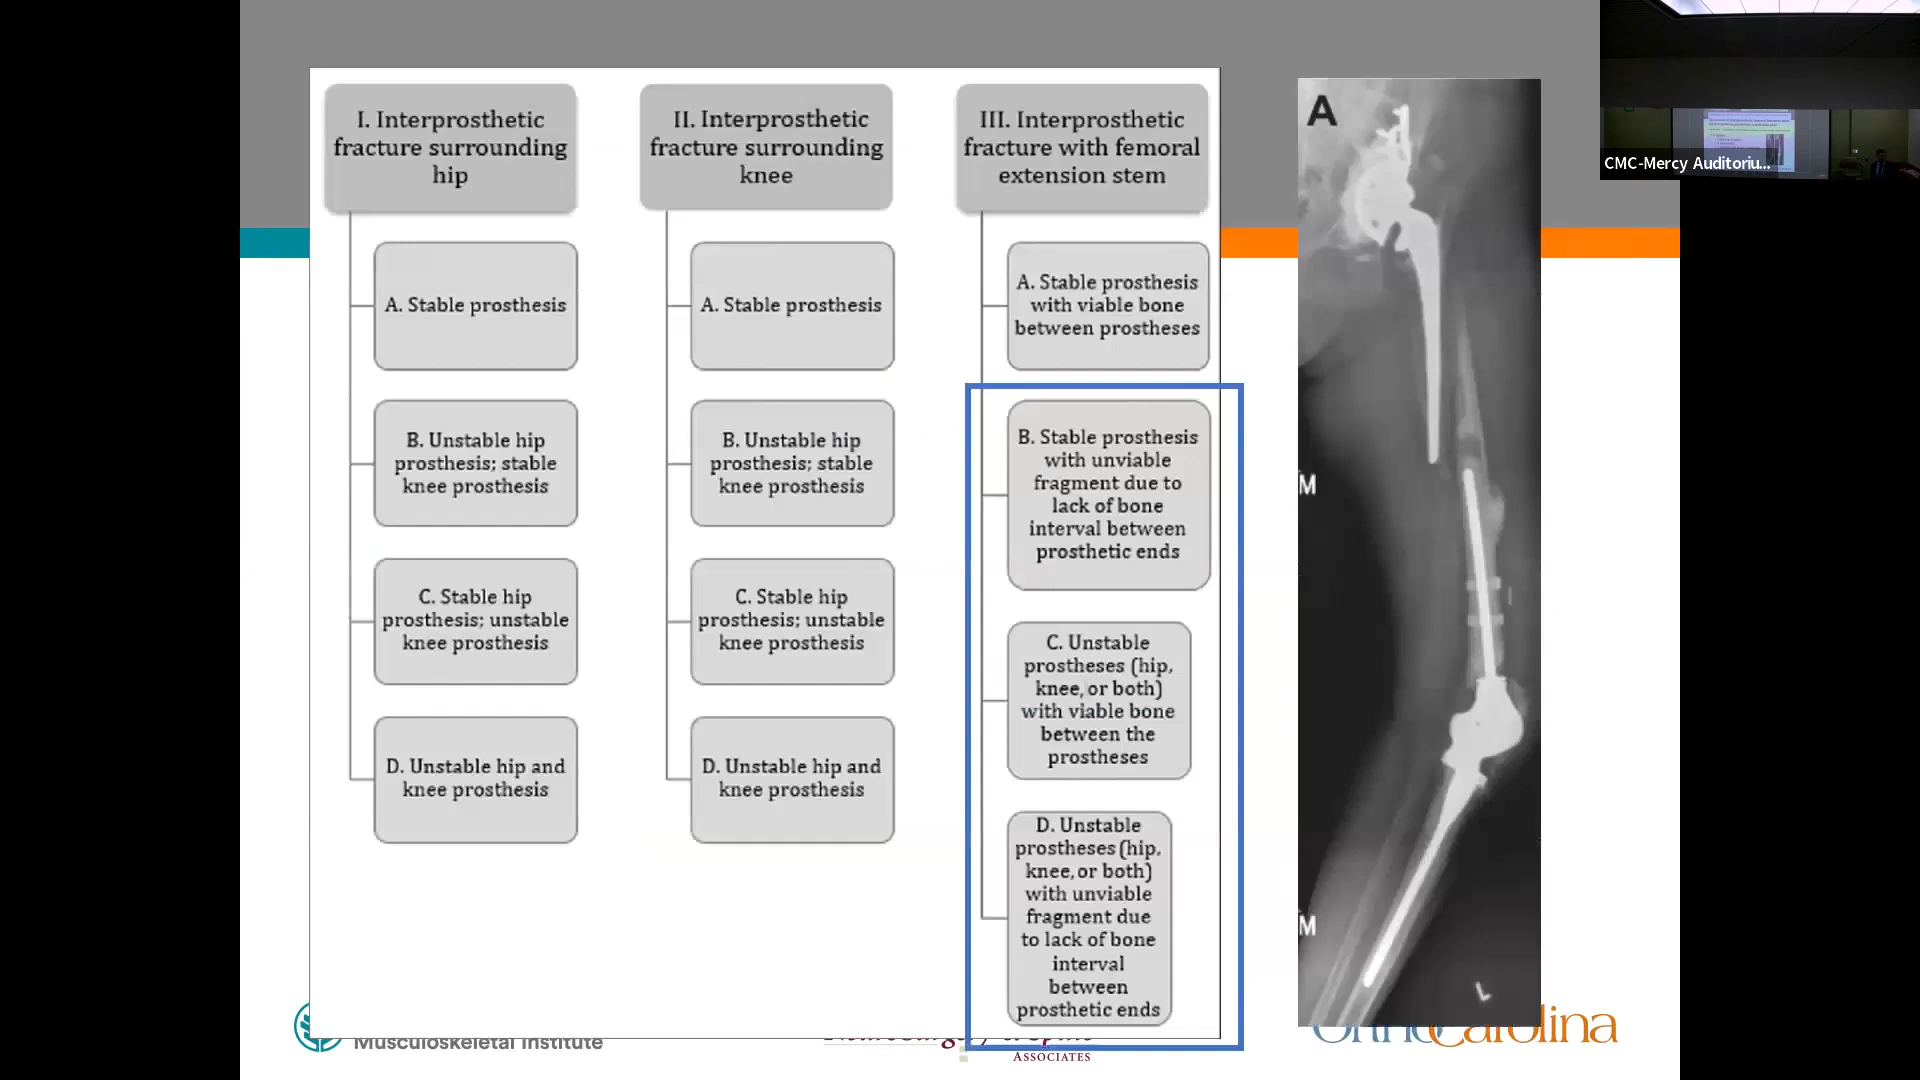 I. Interprosthetic
fracture surrounding
hip
A. Stable prosthesis
B. Unstable hip
prosthesis; stable
knee prosthesis
C. Stable hip
prosthesis; unstable
knee prosthesis
D. Unstable hip and
knee prosthesis
II. Interprosthetic
fracture surrounding
knee
A. Stable prosthesis
B. Unstable hip
prosthesis; stable
knee prosthesis
C. Stable hip
prosthesis; unstable
knee prosthesis
D. Unstable hip and
knee prosthesis
III. Interprosthetic
fracture with femoral
extension stem
A. Stable prosthesis
with viable bone
between prostheses
B. Stable prosthesis
with unviable
fragment due to
lack of bone
interval between
prosthetic ends
C. Unstable
prostheses (hip,
knee, or both)
with viable bone
between the
prostheses
D. Unstable
prostheses (hip,
knee, or both)
with unviable
fragment due
to lack of bone
interval
between
prosthetic ends
A
M
M
L
CMC-Mercy Auditoriu...
Musculoskeletal Institute
ASSOCIATES
OrthoCarolina